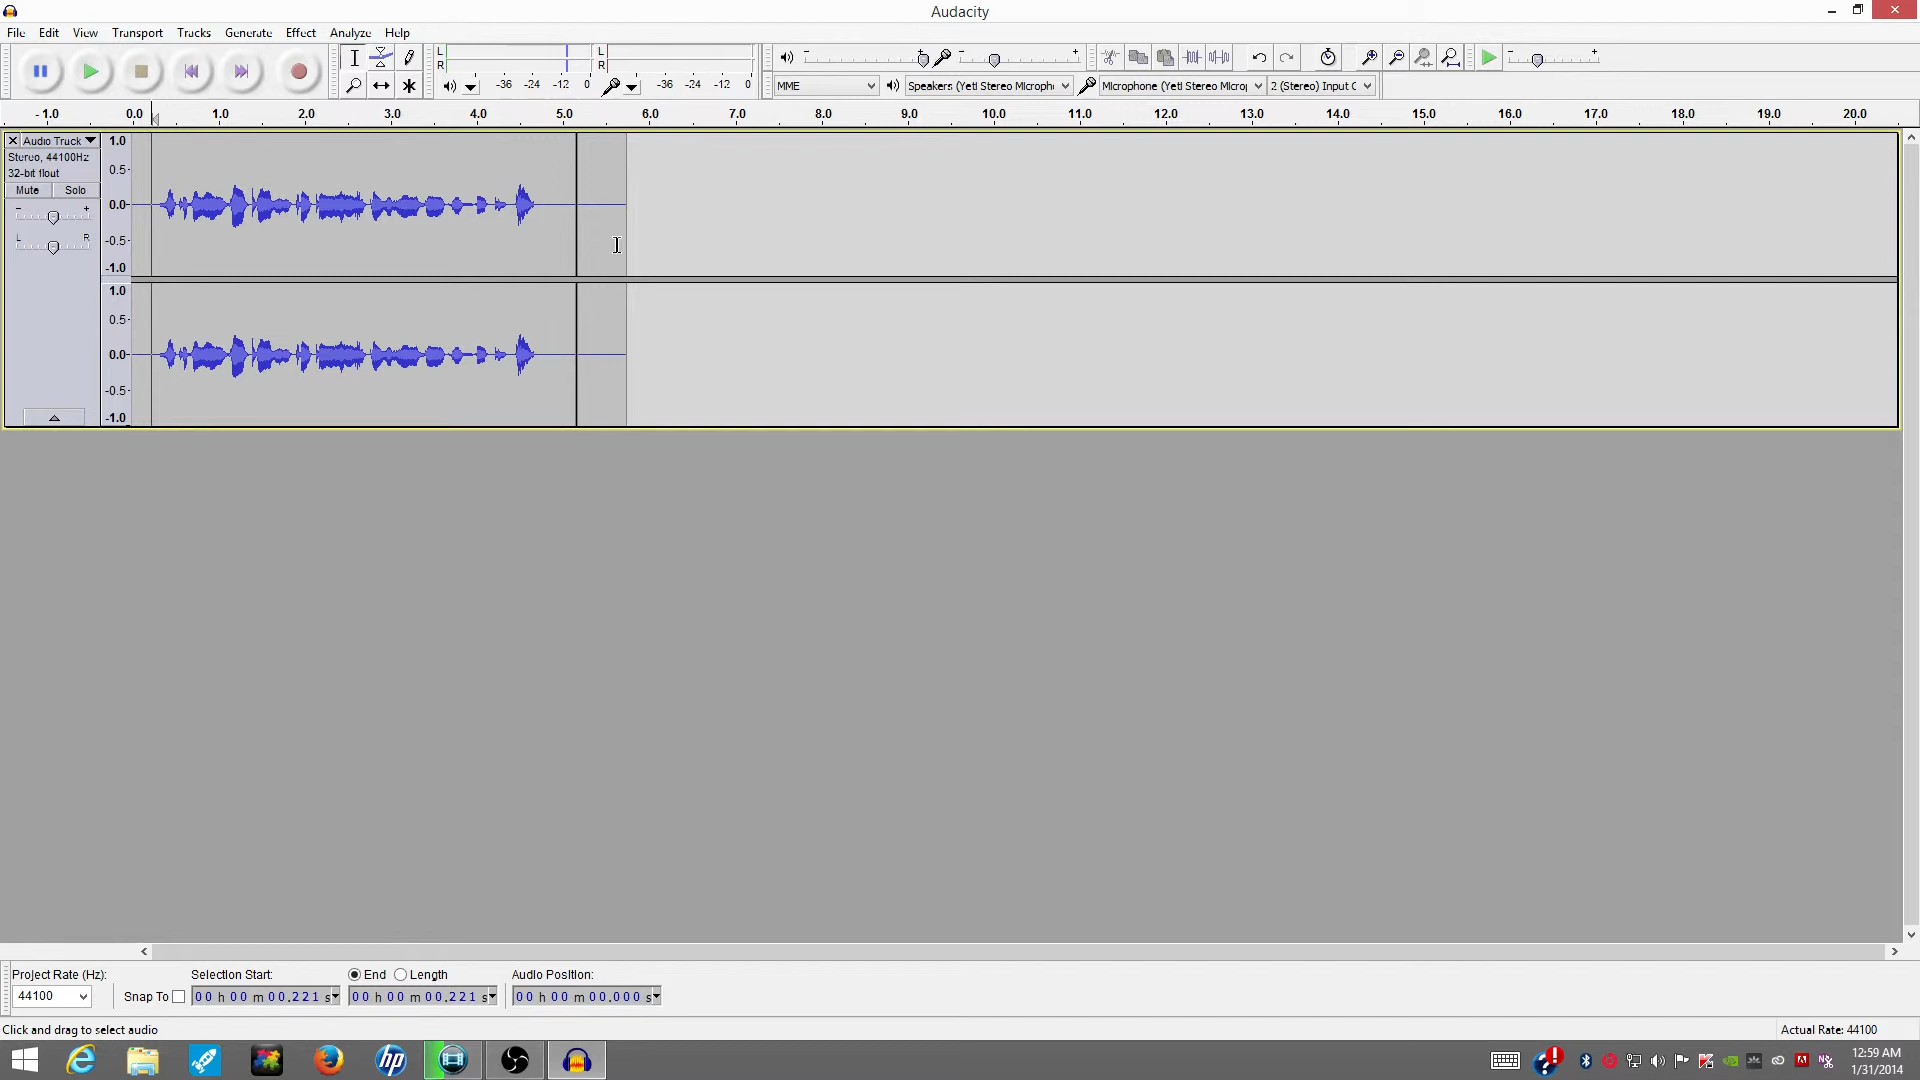 Audacity
File Edit View Transport Tracks Generate Effect Analyze Help
L
R
-36 -24 -12 0
L
R
-36 -24 -12 0
- +
- +
- +
MME
Speakers (Yeti Stereo Microph
Microphone (Yeti Stereo Microp
2 (Stereo) Input C
-1.0 0.0 1.0 2.0 3.0 4.0 5.0 6.0 7.0 8.0 9.0 10.0 11.0 12.0 13.0 14.0 15.0 16.0 17.0 18.0 19.0 20.0
Audio Truck
Stereo, 44100Hz
32-bit flout
Mute Solo
- +
L R
1.0
0.5-
0.0-
-0.5-
-1.0
1.0
0.5-
0.0-
-0.5-
-1.0
Project Rate (Hz):
44100
Snap To
Selection Start:
00 h 00 m 00.221 s
End Length
00 h 00 m 00.221 s
Audio Position:
00 h 00 m 00.000 s
Click and drag to select audio
Actual Rate: 44100
hp
12:59 AM
1/31/2014